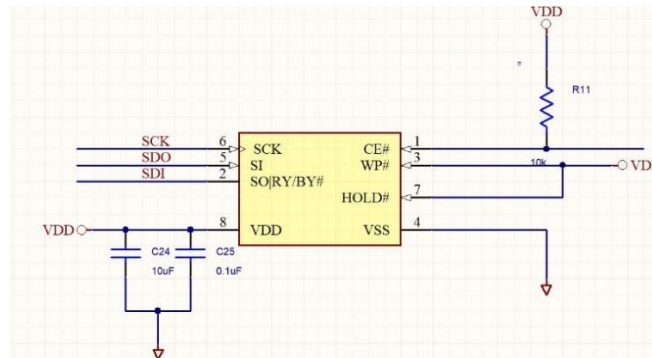 VDD
R11
10k
SCK
SDO
SDI
6
5
2
SCK
SI
SO|RY/BY#
CE#
WP#
HOLD#
1
3
7
VD
VDD
8
VDD
VSS
4
C24
10uF
C25
0.1uF